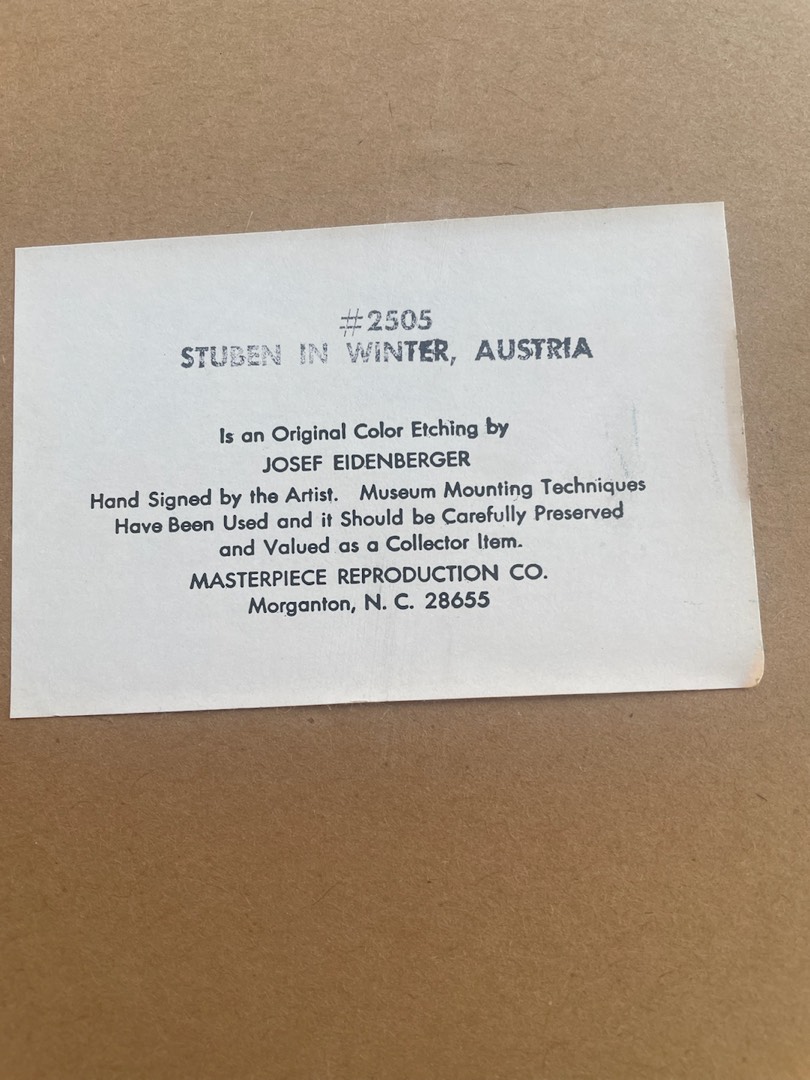 #2505
STUBEN IN WINTER, AUSTRIA
Is an Original Color Etching by
JOSEF EIDENBERGER
Hand Signed by the Artist. Museum Mounting Techniques
Have Been Used and it Should be Carefully Preserved
and Valued as a Collector Item.
MASTERPIECE REPRODUCTION CO.
Morganton, N. C. 28655